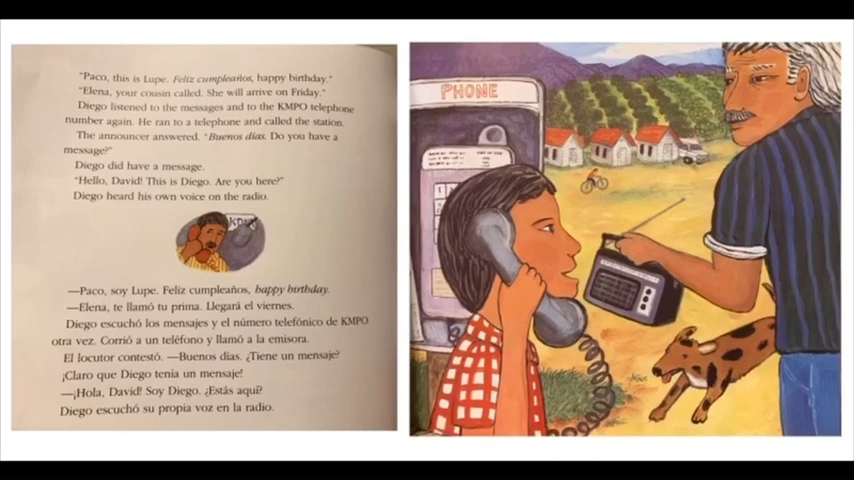 "Paco, this is Lupe. Feliz cumpleaños, happy birthday."
"Elena, your cousin called. She will arrive on Friday."
Diego listened to the messages and to the KMPO telephone
number again. He ran to a telephone and called the station.
The announcer answered. "Buenos días. Do you have a
message?"
Diego did have a message.
"Hello, David! This is Diego. Are you here?"
Diego heard his own voice on the radio.
—Paco, soy Lupe. Feliz cumpleaños, happy birthday.
—Elena, te llamó tu prima. Llegará el viernes.
Diego escuchó los mensajes y el número telefónico de KMPO
otra vez. Corrió a un teléfono y llamó a la emisora.
El locutor contestó. —Buenos días. ¿Tiene un mensaje?
¡Claro que Diego tenía un mensaje!
—¡Hola, David! Soy Diego. ¿Estás aquí?
Diego escuchó su propia voz en la radio.
PHONE